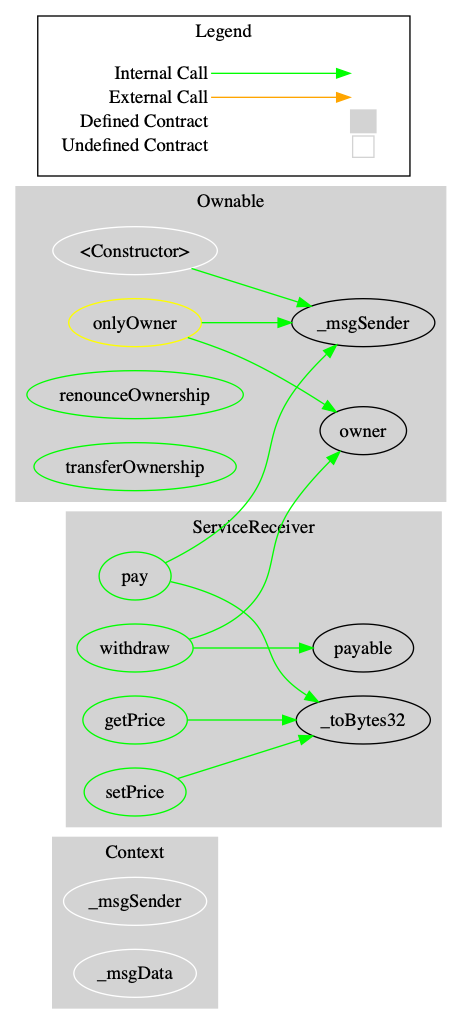 Legend
Internal Call
External Call
Defined Contract
Undefined Contract
Ownable
<Constructor>
onlyOwner
_msgSender
renounceOwnership
owner
transferOwnership
ServiceReceiver
pay
withdraw
payable
getPrice
_toBytes32
setPrice
Context
_msgSender
_msgData